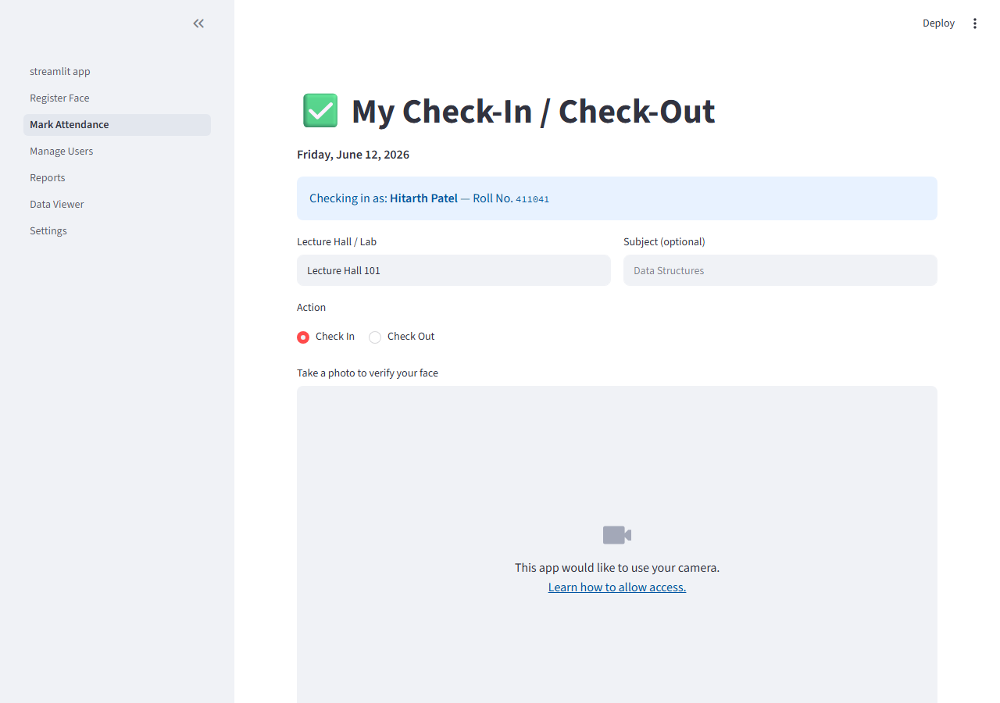 Deploy
streamlit app
Register Face
Mark Attendance
Manage Users
Reports
Data Viewer
Settings
My Check-In / Check-Out
Friday, June 12, 2026
Checking in as: Hitarth Patel — Roll No. 411041
Lecture Hall / Lab
Subject (optional)
Lecture Hall 101
Data Structures
Action
Check In
Check Out
Take a photo to verify your face
This app would like to use your camera.
Learn how to allow access.